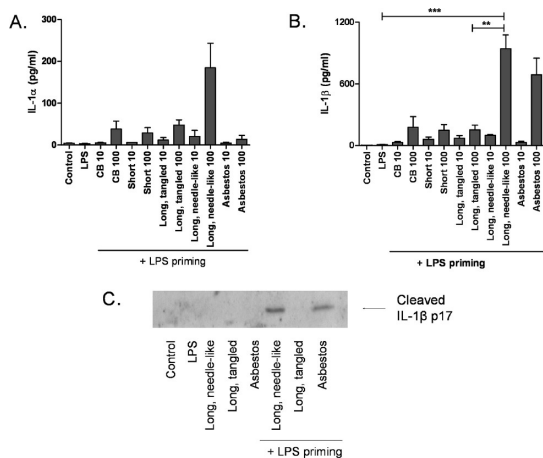 A.
IL-1α (pg/ml)
300
200
100
0
Control
LPS
CB 10
CB 100
Short 10
Short 100
Long, tangled 10
Long, tangled 100
Long, needle-like 10
Long, needle-like 100
Asbestos 10
Asbestos 100
+ LPS priming
B.
IL-1β (pg/ml)
1200
600
0
***
**
Control
LPS
CB 10
CB 100
Short 10
Short 100
Long, tangled 10
Long, tangled 100
Long, needle-like 10
Long, needle-like 100
Asbestos 10
Asbestos 100
+ LPS priming
C.
Cleaved
IL-1β p17
Control
LPS
Long, needle-like
Long, tangled
Asbestos
Long, needle-like
Long, tangled
Asbestos
+ LPS priming